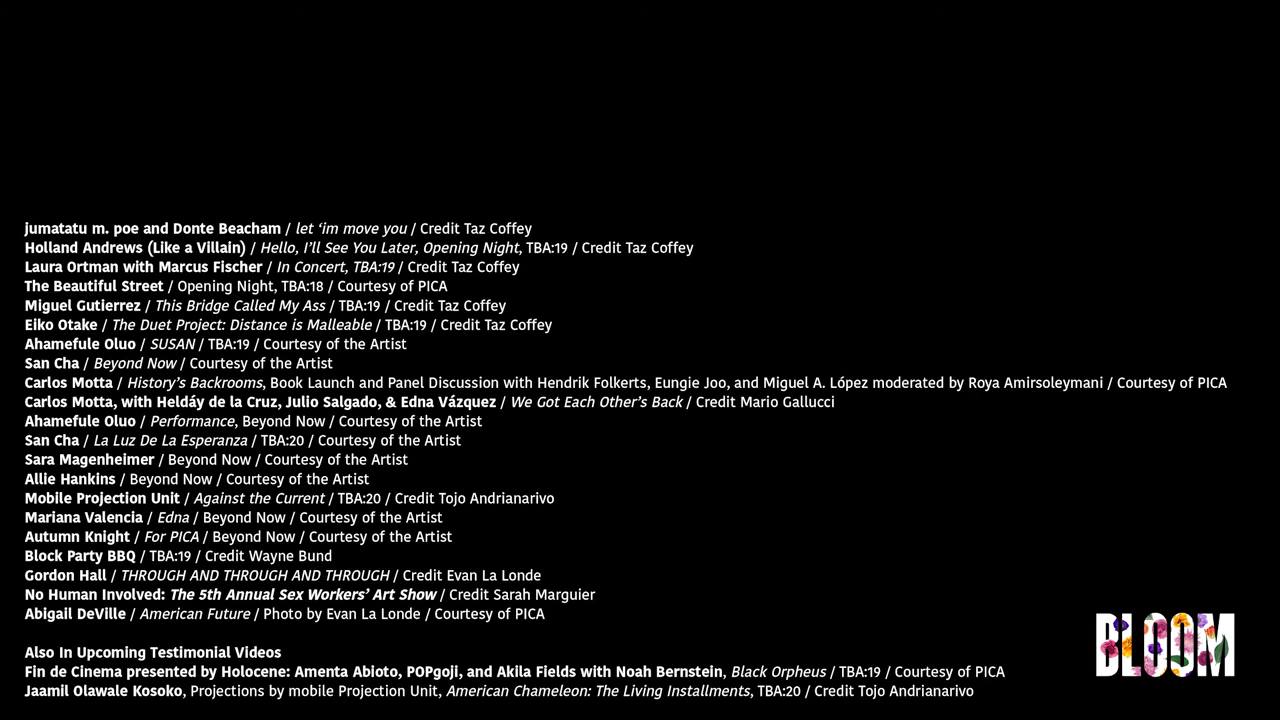 jumatatu m. poe and Donte Beacham / let ‘im move you / Credit Taz Coffey
Holland Andrews (Like a Villain) / Hello, I’ll See You Later, Opening Night, TBA:19 / Credit Taz Coffey
Laura Ortman with Marcus Fischer / In Concert, TBA:19 / Credit Taz Coffey
The Beautiful Street / Opening Night, TBA:18 / Courtesy of PICA
Miguel Gutierrez / This Bridge Called My Ass / TBA:19 / Credit Taz Coffey
Eiko Otake / The Duet Project: Distance is Malleable / TBA:19 / Credit Taz Coffey
Ahamefule Oluo / SUSAN / TBA:19 / Courtesy of the Artist
San Cha / Beyond Now / Courtesy of the Artist
Carlos Motta / History’s Backrooms, Book Launch and Panel Discussion with Hendrik Folkerts, Eungie Joo, and Miguel A. López moderated by Roya Amirsoleymani / Courtesy of PICA
Carlos Motta, with Heldáy de la Cruz, Julio Salgado, & Edna Vázquez / We Got Each Other’s Back / Credit Mario Gallucci
Ahamefule Oluo / Performance, Beyond Now / Courtesy of the Artist
San Cha / La Luz De La Esperanza / TBA:20 / Courtesy of the Artist
Sara Magenheimer / Beyond Now / Courtesy of the Artist
Allie Hankins / Beyond Now / Courtesy of the Artist
Mobile Projection Unit / Against the Current / TBA:20 / Credit Tojo Andrianarivo
Mariana Valencia / Edna / Beyond Now / Courtesy of the Artist
Autumn Knight / For PICA / Beyond Now / Courtesy of the Artist
Block Party BBQ / TBA:19 / Credit Wayne Bund
Gordon Hall / THROUGH AND THROUGH AND THROUGH / Credit Evan La Londe
No Human Involved: The 5th Annual Sex Workers’ Art Show / Credit Sarah Marguier
Abigail DeVille / American Future / Photo by Evan La Londe / Courtesy of PICA
Also In Upcoming Testimonial Videos
Fin de Cinema presented by Holocene: Amenta Abioto, POPgoji, and Akila Fields with Noah Bernstein, Black Orpheus / TBA:19 / Courtesy of PICA
Jaamil Olawale Kosoko, Projections by mobile Projection Unit, American Chameleon: The Living Installments, TBA:20 / Credit Tojo Andrianarivo
BLOOM